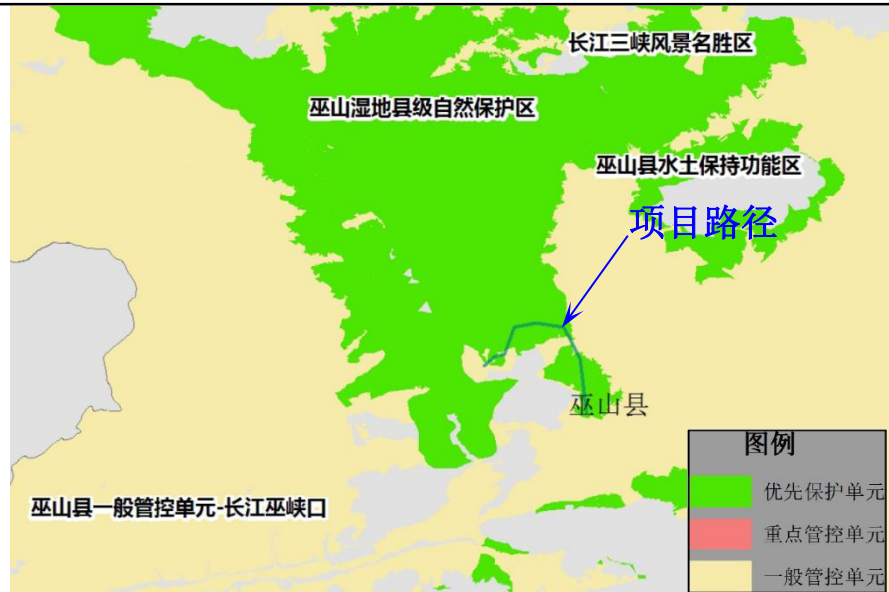 长江三峡风景名胜区
巫山湿地县级自然保护区
巫山县水土保持功能区
项目路径
巫山县
巫山县一般管控单元-长江巫峡口
图例
优先保护单元
重点管控单元
一般管控单元